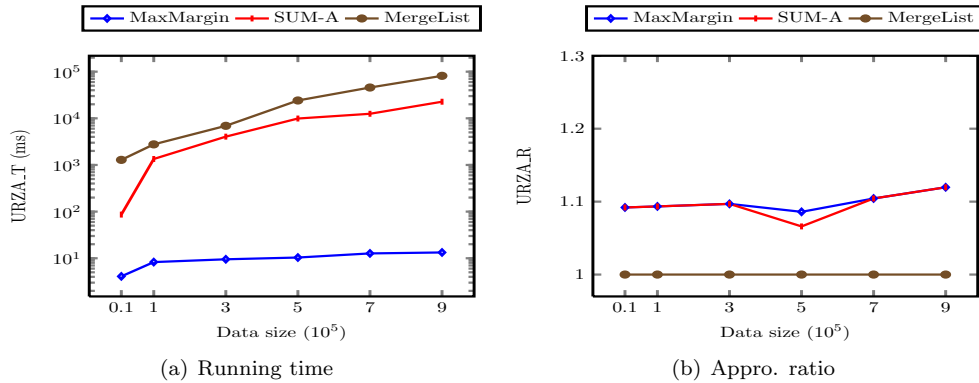 MaxMargin SUM-A MergeList
10^5
10^4
10^3
10^2
10^1
URZA_T (ms)
0.1 1 3 5 7 9
Data size (10^5)
(a) Running time
MaxMargin SUM-A MergeList
1.3
1.2
1.1
1
URZA_R
0.1 1 3 5 7 9
Data size (10^5)
(b) Appro. ratio